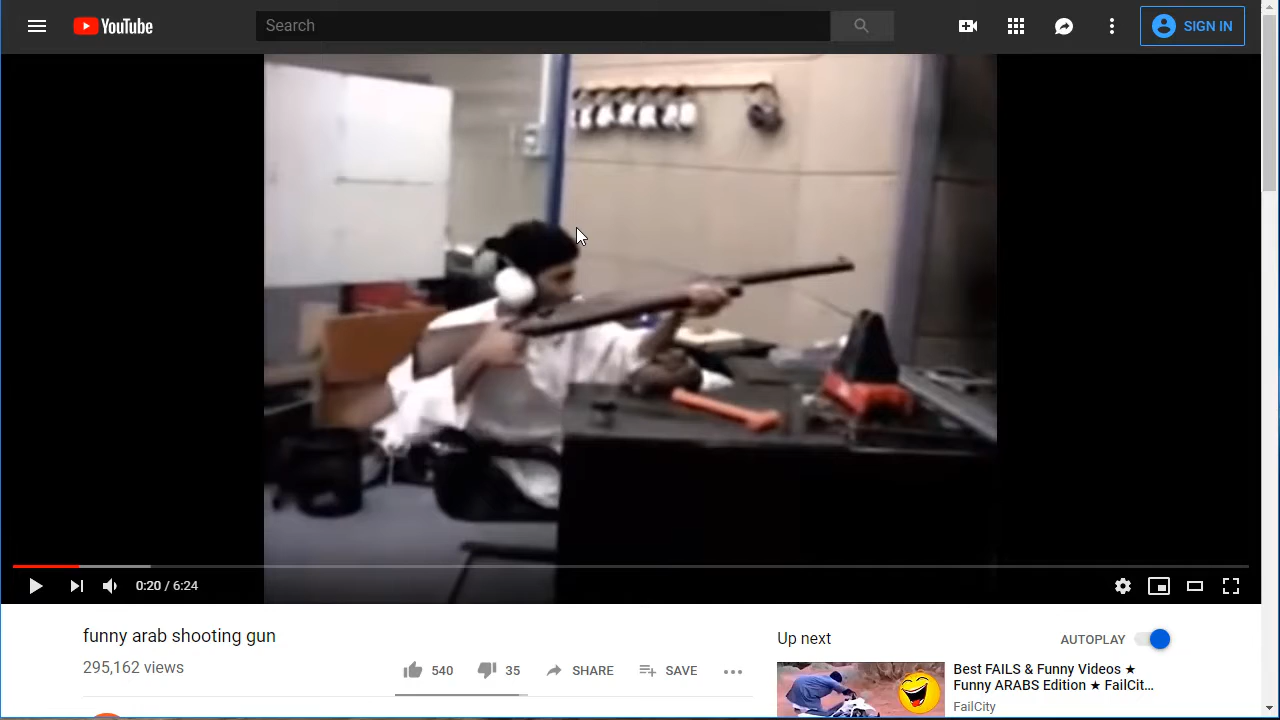 YouTube
Search
SIGN IN
0:20 / 6:24
funny arab shooting gun
295,162 views
540
35
SHARE
SAVE
Up next
AUTOPLAY
Best FAILS & Funny Videos ★
Funny ARABS Edition ★ FailCit...
FailCity